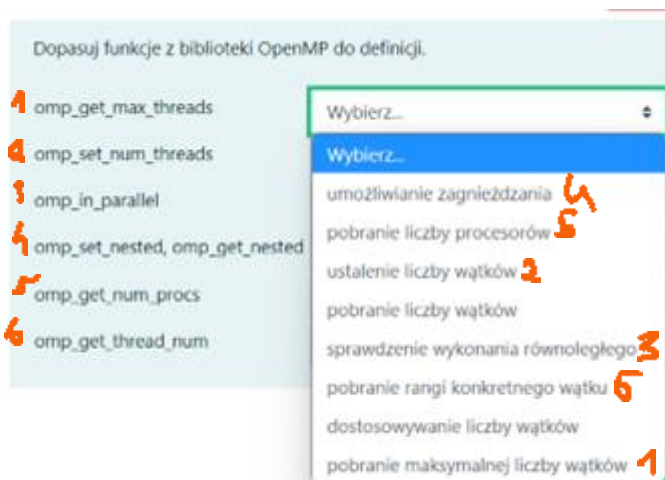 Dopasuj funkcje z biblioteki OpenMP do definicji.
1 omp_get_max_threads
Wybierz...
2 omp_set_num_threads
Wybierz...
3 omp_in_parallel
umożliwianie zagnieżdżania 4
4 omp_set_nested, omp_get_nested
pobranie liczby procesorów 5
ustalenie liczby wątków 2
5 omp_get_num_procs
pobranie liczby wątków
6 omp_get_thread_num
sprawdzenie wykonania równoległego 3
pobranie rangi konkretnego wątku 6
dostosowywanie liczby wątków
pobranie maksymalnej liczby wątków 1